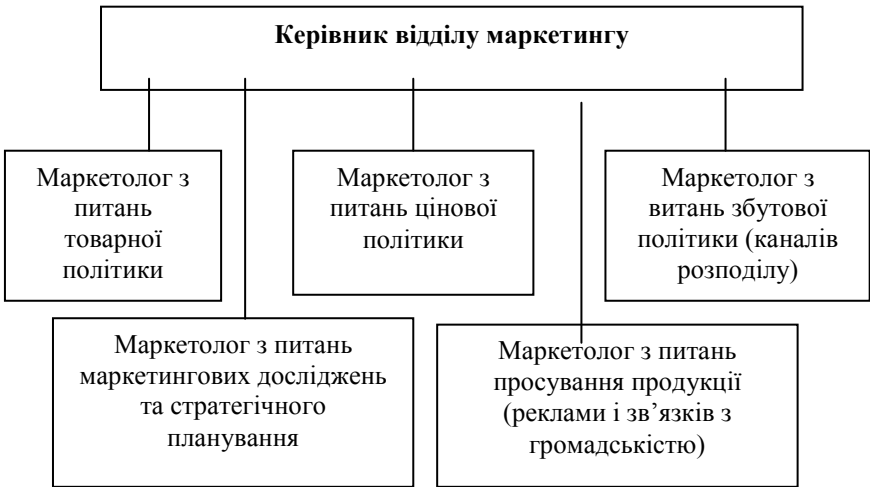 Керівник відділу маркетингу
Маркетолог з
питань
товарної
політики
Маркетолог з
питань цінової
політики
Маркетолог з
витань збутової
політики (каналів
розподілу)
Маркетолог з питань
маркетингових досліджень
та стратегічного
планування
Маркетолог з питань
просування продукції
(реклами і зв’язків з
громадськістю)